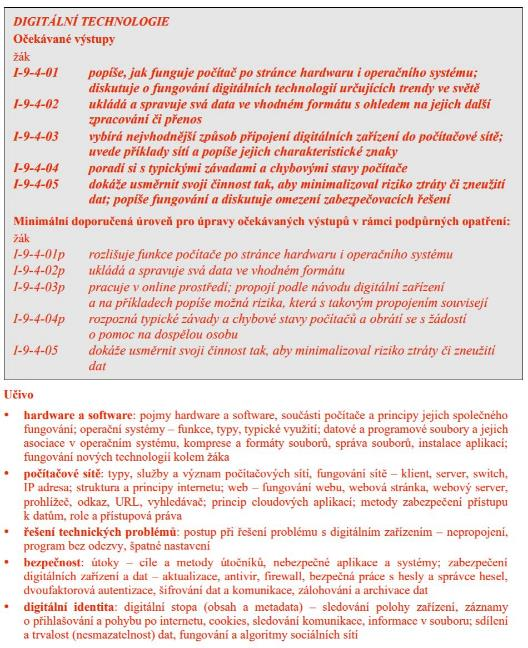 DIGITÁLNÍ TECHNOLOGIE
Očekávané výstupy
žák
I-9-4-01 popíše, jak funguje počítač po stránce hardwaru i operačního systému;
diskutuje o fungování digitálních technologií určujících trendy ve světě
I-9-4-02 ukládá a spravuje svá data ve vhodném formátu s ohledem na jejich další
zpracování či přenos
I-9-4-03 vybírá nejvhodnější způsob připojení digitálních zařízení do počítačové sítě;
uvede příklady sítí a popíše jejich charakteristické znaky
I-9-4-04 poradí si s typickými závadami a chybovými stavy počítače
I-9-4-05 dokáže usměrnit svoji činnost tak, aby minimalizoval riziko ztráty či zneužití
dat; popíše fungování a diskutuje omezení zabezpečovacích řešení
Minimální doporučená úroveň pro úpravy očekávaných výstupů v rámci podpůrných opatření:
žák
I-9-4-01p rozlišuje funkce počítače po stránce hardwaru i operačního systému
I-9-4-02p ukládá a spravuje svá data ve vhodném formátu
I-9-4-03p pracuje v online prostředí; propojí podle návodu digitální zařízení
a na příkladech popíše možná rizika, která s takovým propojením souvisejí
I-9-4-04p rozpozná typické závady a chybové stavy počítačů a obrátí se s žádostí
o pomoc na dospělou osobu
I-9-4-05 dokáže usměrnit svoji činnost tak, aby minimalizoval riziko ztráty či zneužití
dat
Učivo
• hardware a software: pojmy hardware a software, součásti počítače a principy jejich společného
fungování; operační systémy – funkce, typy, typické využití; datové a programové soubory a jejich
asociace v operačním systému, komprese a formáty souborů, správa souborů, instalace aplikací;
fungování nových technologií kolem žáka
• počítačové sítě: typy, služby a význam počítačových sítí, fungování sítě – klient, server, switch,
IP adresa; struktura a principy internetu; web – fungování webu, webová stránka, webový server,
prohlížeč, odkaz, URL, vyhledávač; princip cloudových aplikací; metody zabezpečení přístupu
k datům, role a přístupová práva
• řešení technických problémů: postup při řešení problému s digitálním zařízením – nepropojení,
program bez odezvy, špatné nastavení
• bezpečnost: útoky – cíle a metody útočníků, nebezpečné aplikace a systémy; zabezpečení
digitálních zařízení a dat – aktualizace, antivir, firewall, bezpečná práce s hesly a správce hesel,
dvoufaktorová autentizace, šifrování dat a komunikace, zálohování a archivace dat
• digitální identita: digitální stopa (obsah a metadata) – sledování polohy zařízení, záznamy
o přihlašování a pohybu po internetu, cookies, sledování komunikace, informace v souboru; sdílení
a trvalost (nesmazatelnost) dat, fungování a algoritmy sociálních sítí